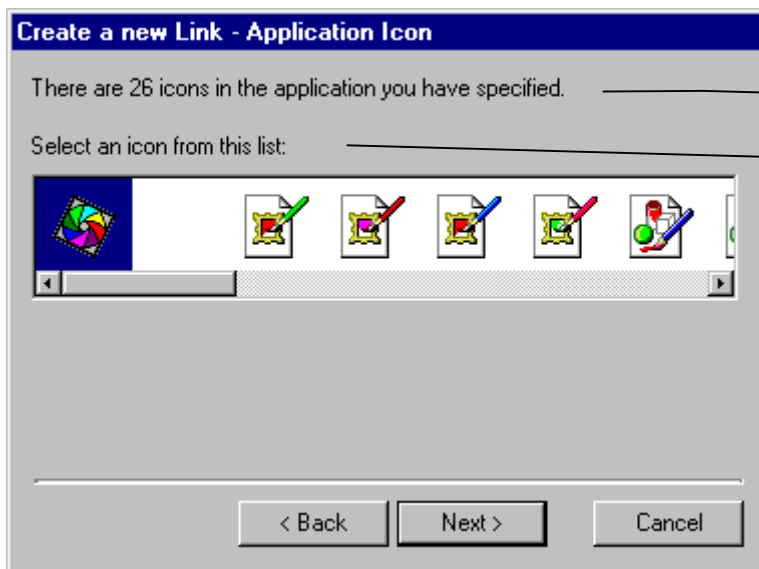 Create a new Link - Application Icon
There are 26 icons in the application you have specified.
Select an icon from this list:
< Back Next > Cancel